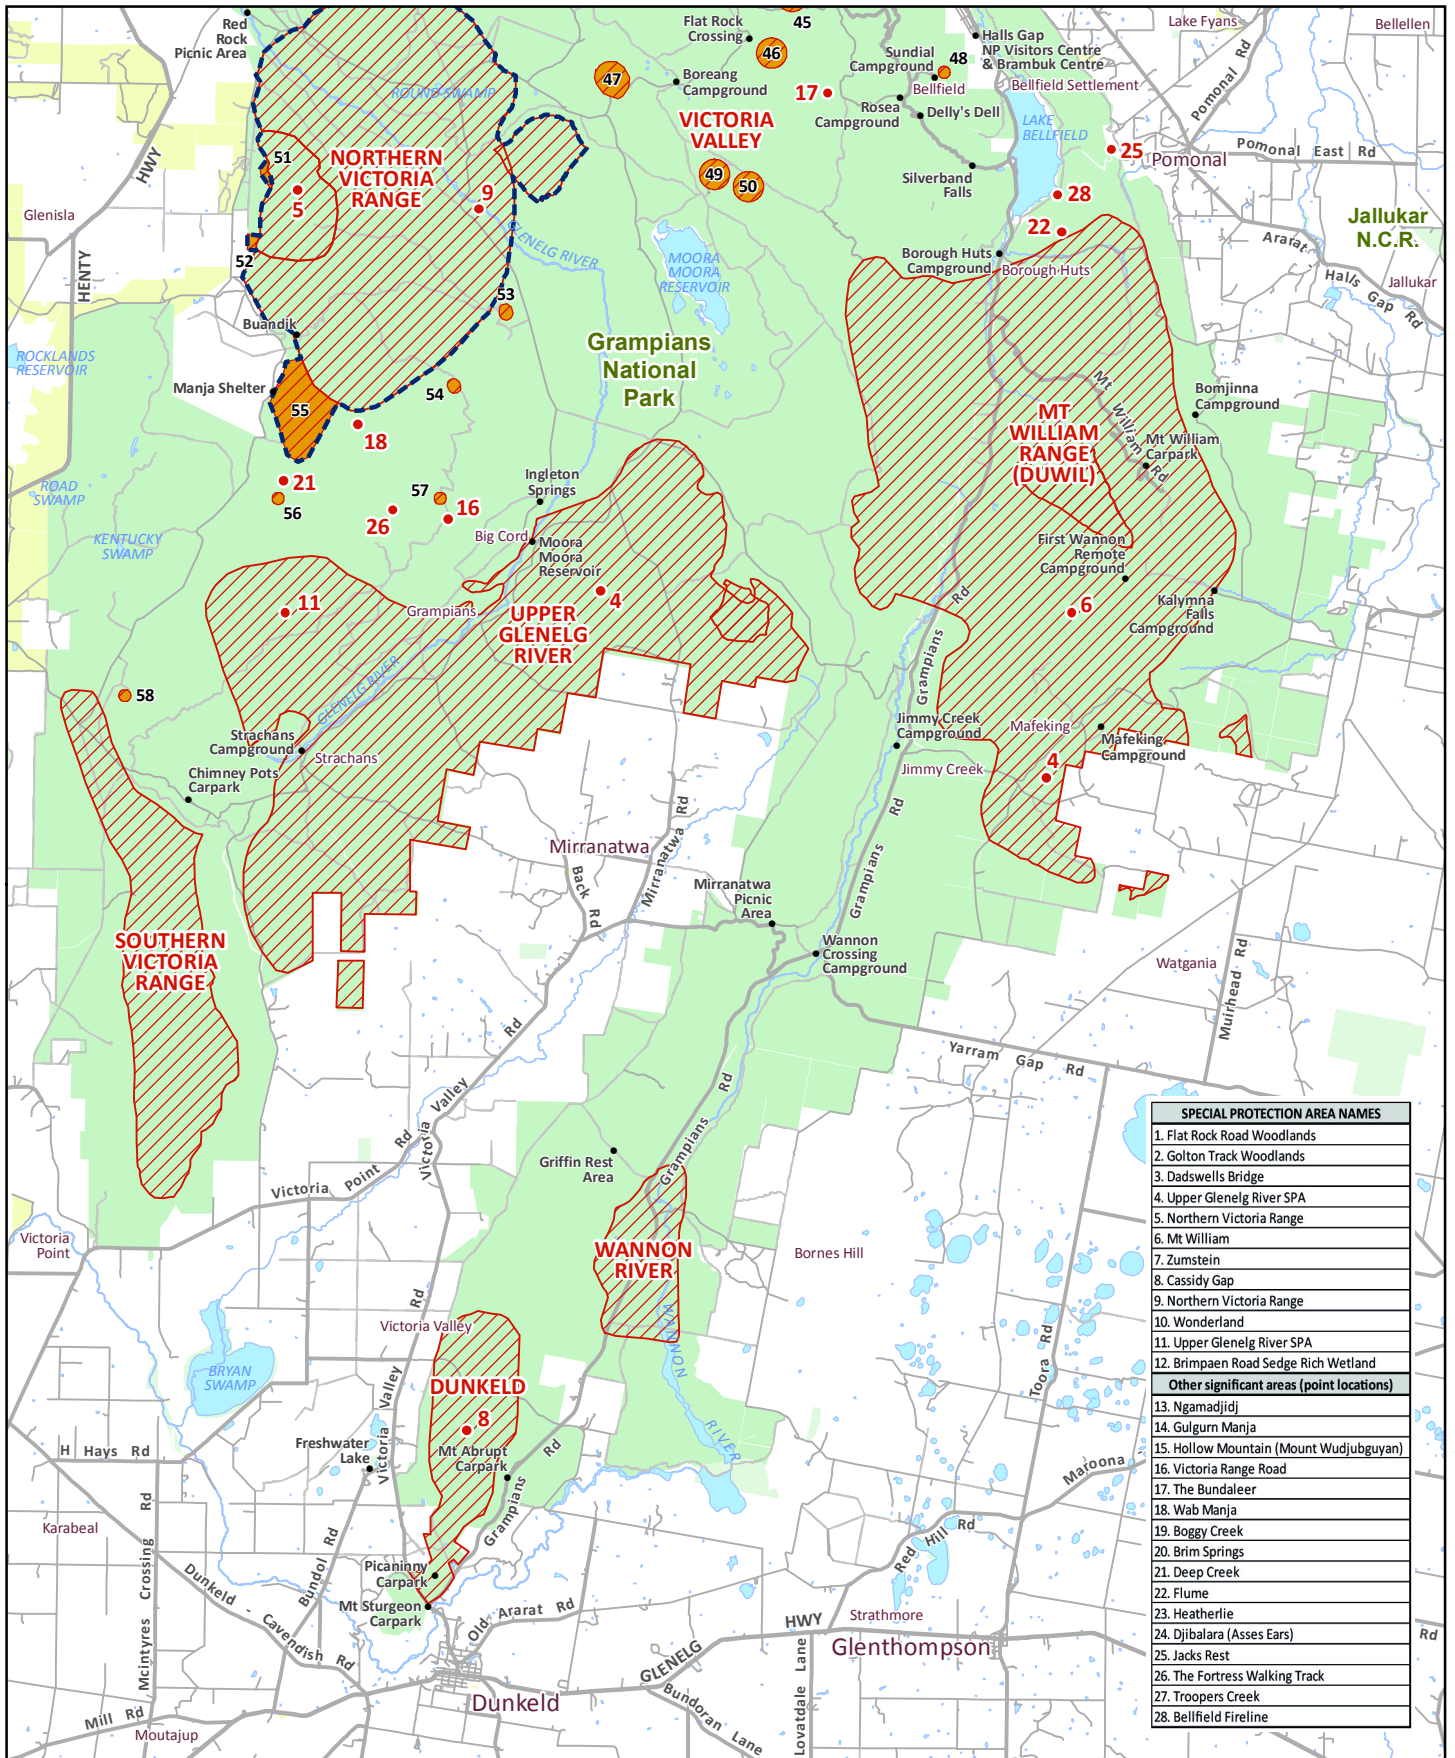 Red
Rock
Picnic Area
Flat Rock
Crossing
45
46
47
Boreang
Campground
17
VICTORIA
VALLEY
Sundial
Campground
48
Bellfield
Halls Gap
NP Visitors Centre
& Brambuk Centre
Bellfield Settlement
Rosea
Campground
Delly's Dell
LAKE
BELLFIELD
Lake Fyans
Bellellen
Pomonal Rd
Pomonal East Rd
25
Pomonal
Silverband
Falls
28
22
Jallukar
N.C.R.
Ararat - Halls Gap Rd
Jallukar
HWY
HENTY
Glenisla
ROUND SWAMP
51
NORTHERN
VICTORIA
RANGE
5
9
49
50
52
GLENELG RIVER
53
MOORA
MOORA
RESERVOIR
Borough Huts
Campground
Borough Huts
Buandik
ROCKLANDS
RESERVOIR
Manja Shelter
Grampians
National
Park
54
55
18
Mt William Rd
Bomjinna
Campground
MT
WILLIAM
RANGE
(DUWIL)
Mt William
Carpark
ROAD
SWAMP
21
56
57
16
26
Ingleton
Springs
KENTUCKY
SWAMP
Big Cord
Moora
Moora
Reservoir
First Wannon
Remote
Campground
11
Grampians
UPPER
GLENELG
RIVER
4
6
Kalymna
Falls
Campground
GLENELG RIVER
Grampians Rd
58
Strachans
Campground
Strachans
Chimney Pots
Carpark
Jimmy Creek
Campground
Jimmy Creek
Mafeking
Mafeking
Campground
4
Mirranatwa
Back Rd
Mirranatwa Rd
Mirranatwa
Picnic
Area
Grampians Rd
Wannon
Crossing
Campground
SOUTHERN
VICTORIA
RANGE
Watgania
Muirhead Rd
Yarram Gap Rd
Victoria Valley Rd
Victoria Point Rd
Griffin Rest
Area
Grampians Rd
Victoria
Point
WANNON
RIVER
Bornes Hill
WANNON RIVER
Victoria Valley
Victoria Valley Rd
BRYAN
SWAMP
DUNKELD
8
Mt Abrupt
Carpark
Toora Rd
Freshwater
Lake
H Hays Rd
Karabeal
Mcintyres Crossing Rd
Bundol Rd
Grampians Rd
Maroona
Red Hill Rd
Dunkeld - Cavendish Rd
Picaninny
Carpark
Mt Sturgeon
Carpark
Old Ararat Rd
Strathmore
Glenthompson
GLENELG HWY
Rd
Dunkeld
Bundoran Lane
Lovatdale Lane
Mill Rd
Moutajup
SPECIAL PROTECTION AREA NAMES
1. Flat Rock Road Woodlands
2. Golton Track Woodlands
3. Dadswells Bridge
4. Upper Glenelg River SPA
5. Northern Victoria Range
6. Mt William
7. Zumstein
8. Cassidy Gap
9. Northern Victoria Range
10. Wonderland
11. Upper Glenelg River SPA
12. Brimpaen Road Sedge Rich Wetland
Other significant areas (point locations)
13. Ngamadjidj
14. Gulgurn Manja
15. Hollow Mountain (Mount Wudjubguyan)
16. Victoria Range Road
17. The Bundaleer
18. Wab Manja
19. Boggy Creek
20. Brim Springs
21. Deep Creek
22. Flume
23. Heatherlie
24. Djibalara (Asses Ears)
25. Jacks Rest
26. The Fortress Walking Track
27. Troopers Creek
28. Bellfield Fireline